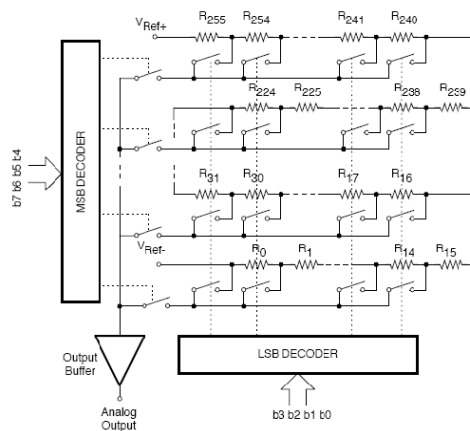 VRef+
R255 R254 R241 R240
R224 R225 R238 R239
MSB DECODER
b7 b6 b5 b4
R31 R30 R17 R16
VRef-
R0 R1 R14 R15
Output
Buffer
LSB DECODER
Analog
Output
b3 b2 b1 b0